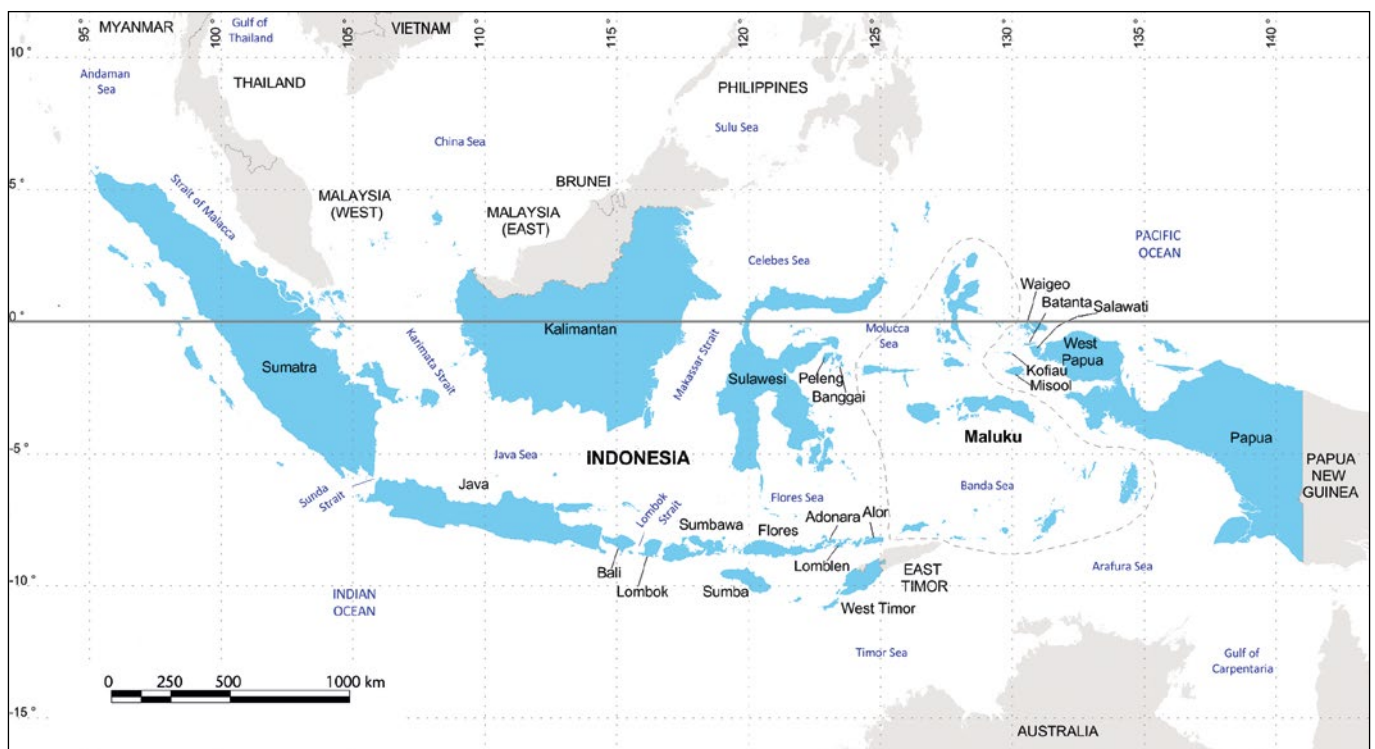 95°
100°
105°
110°
115°
120°
125°
130°
135°
140°
MYANMAR
Gulf of
Thailand
VIETNAM
10°
Andaman
Sea
THAILAND
PHILIPPINES
China Sea
Sulu Sea
BRUNEI
5°
Strait of Malacca
MALAYSIA
(WEST)
MALAYSIA
(EAST)
PACIFIC
OCEAN
Celebes Sea
Waigeo
Batanta
Salawati
0°
Kalimantan
Molucca
Sea
Karimata Strait
Makassar Strait
West
Papua
Sumatra
Sulawesi
Peleng
Banggai
Kofiau
Misool
Maluku
Papua
-5°
Java Sea
INDONESIA
PAPUA
NEW
GUINEA
Sunda
Strait
Java
Banda Sea
Lombok
Strait
Flores Sea
Sumbawa
Flores
Adonara
Alor
Bali
Lombok
Sumba
Lomblen
EAST
TIMOR
Arafura Sea
-10°
INDIAN
OCEAN
West Timor
Timor Sea
Gulf of
Carpentaria
0 250 500 1000 km
-15°
AUSTRALIA